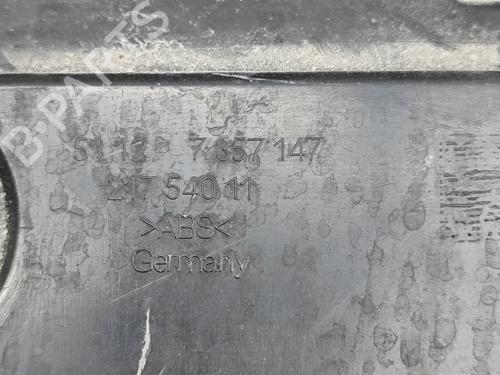 B-PARTS
51.12 7 357 147
217 540 11
>ABS<
Germany